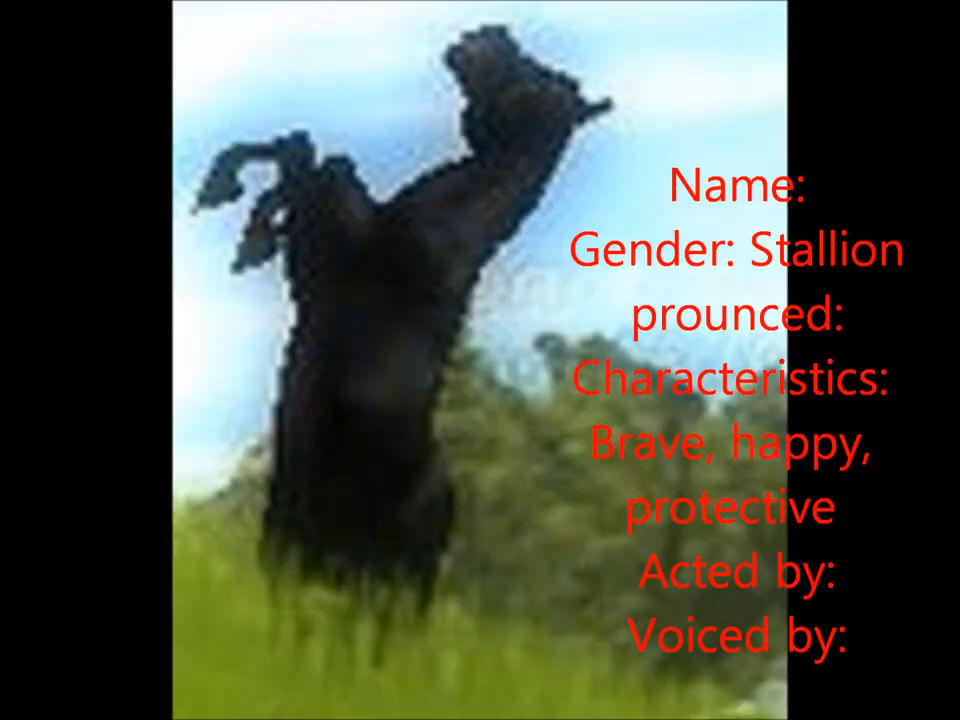 Name:
Gender: Stallion
prounced:
Characteristics:
Brave, happy,
protective
Acted by:
Voiced by: